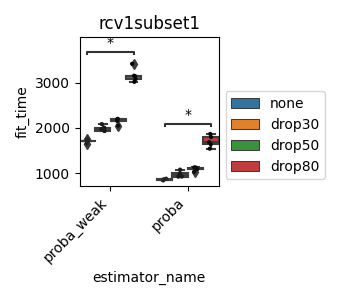 rcv1subset1
*
*
fit_time
3000
2000
1000
none
drop30
drop50
drop80
proba_weak
proba
estimator_name